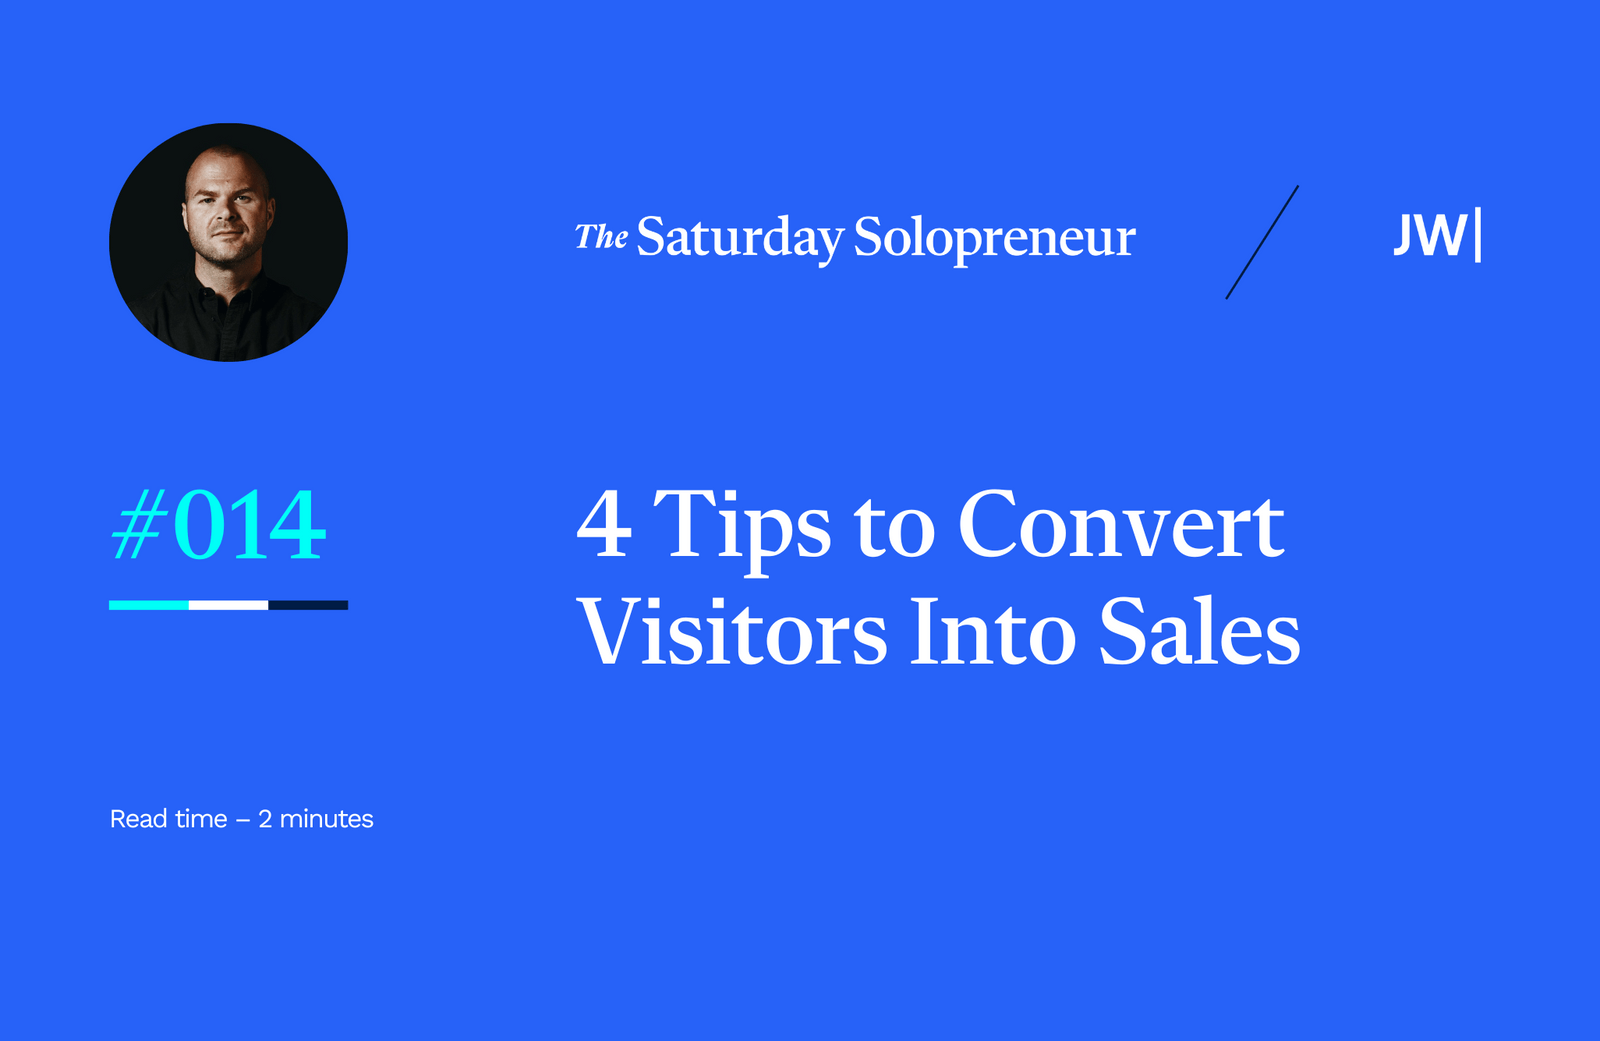 The Saturday Solopreneur
JW|
#014
4 Tips to Convert
Visitors Into Sales
Read time – 2 minutes